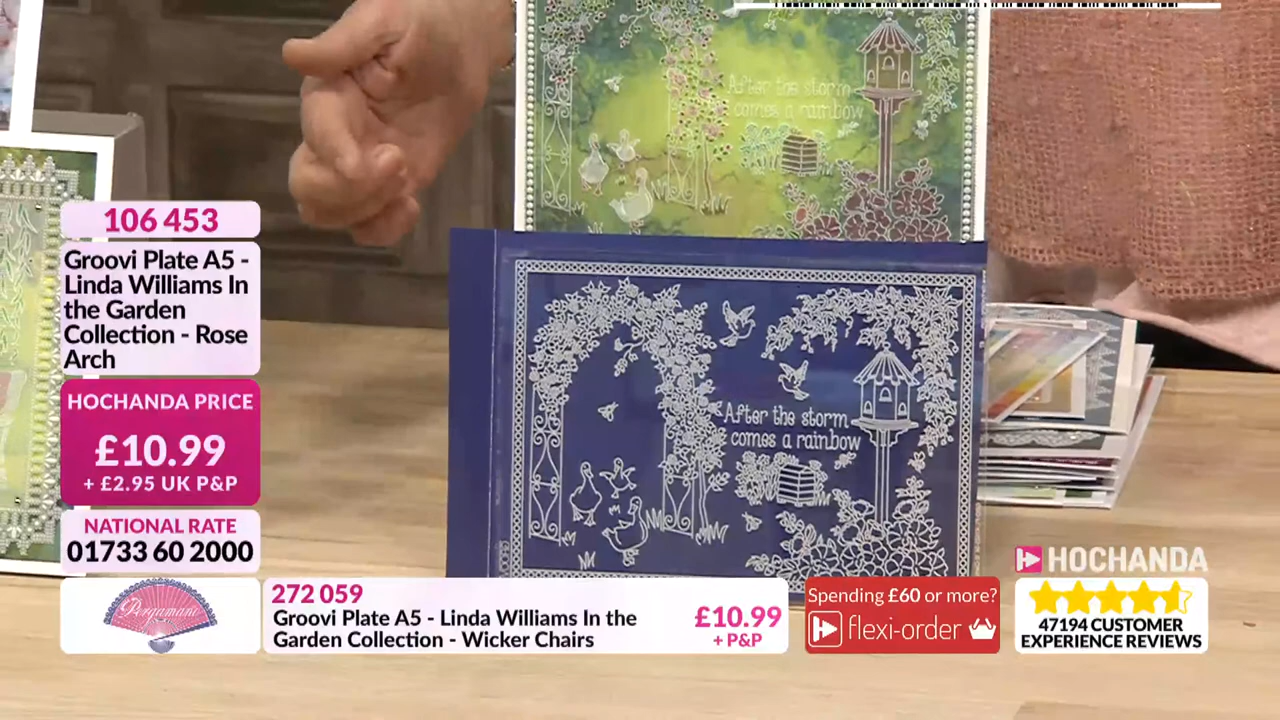 After the storm
comes a rainbow
106 453
Groovi Plate A5 -
Linda Williams In
the Garden
Collection - Rose
Arch
HOCHANDA PRICE
£10.99
+ £2.95 UK P&P
NATIONAL RATE
01733 60 2000
After the storm
comes a rainbow
HOCHANDA
Pergamano
272 059
Groovi Plate A5 - Linda Williams In the
Garden Collection - Wicker Chairs
£10.99
+ P&P
Spending £60 or more?
flexi-order
47194 CUSTOMER
EXPERIENCE REVIEWS